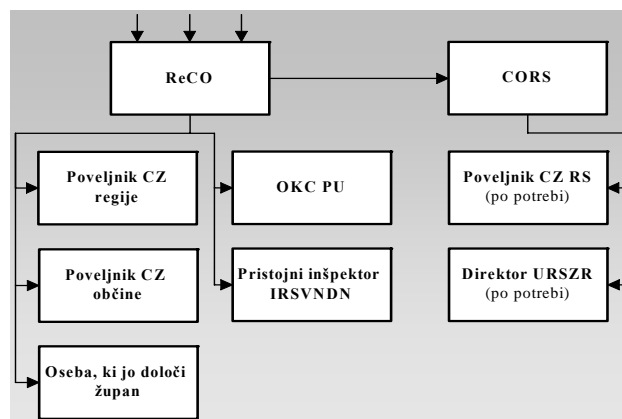 ReCO
CORS
Poveljnik CZ
regije
OKC PU
Poveljnik CZ RS
(po potrebi)
Poveljnik CZ
občine
Pristojni inšpektor
IRSVNDN
Direktor URSZR
(po potrebi)
Oseba, ki jo določi
župan